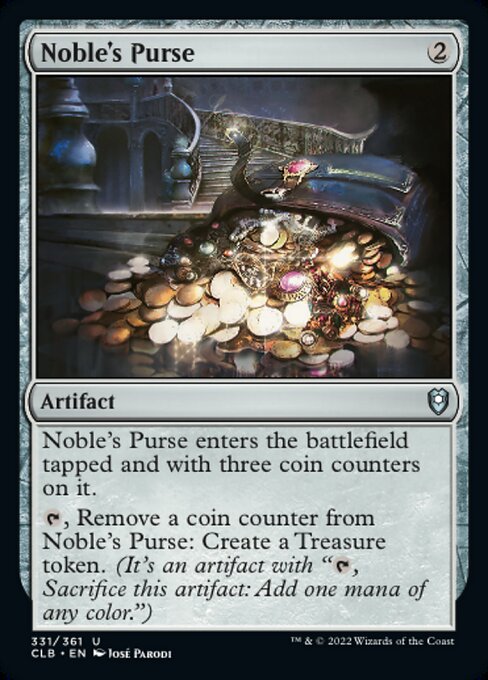 Noble's Purse 2
Artifact
Noble's Purse enters the battlefield
tapped and with three coin counters
on it.
, Remove a coin counter from
Noble's Purse: Create a Treasure
token. (It's an artifact with “,
Sacrifice this artifact: Add one mana of
any color.”)
331/361 U
CLB • EN José Parodi
™ & © 2022 Wizards of the Coast